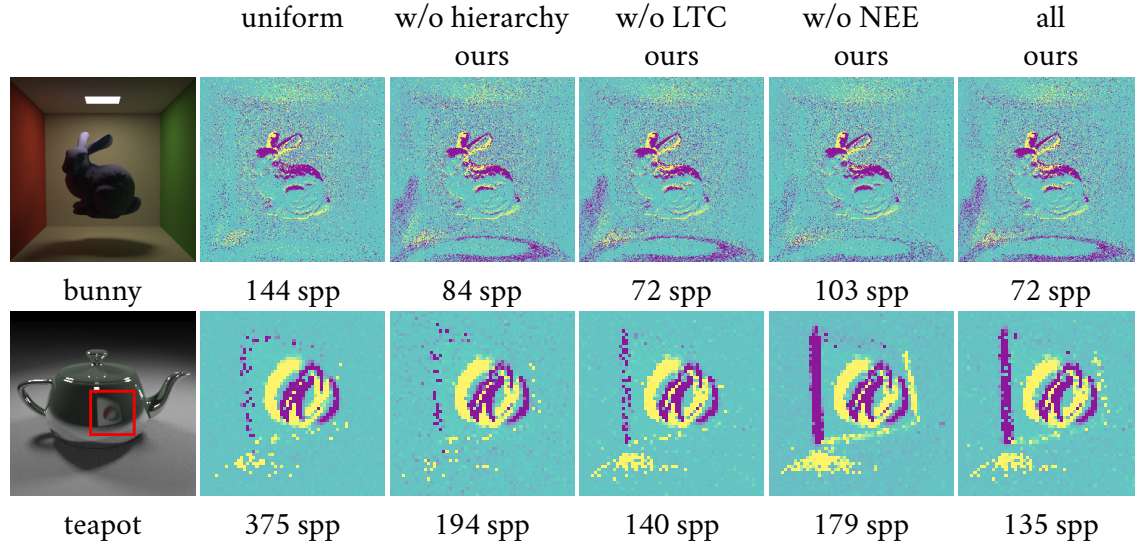 uniform w/o hierarchy w/o LTC w/o NEE all
ours ours ours ours
bunny 144 spp 84 spp 72 spp 103 spp 72 spp
teapot 375 spp 194 spp 140 spp 179 spp 135 spp